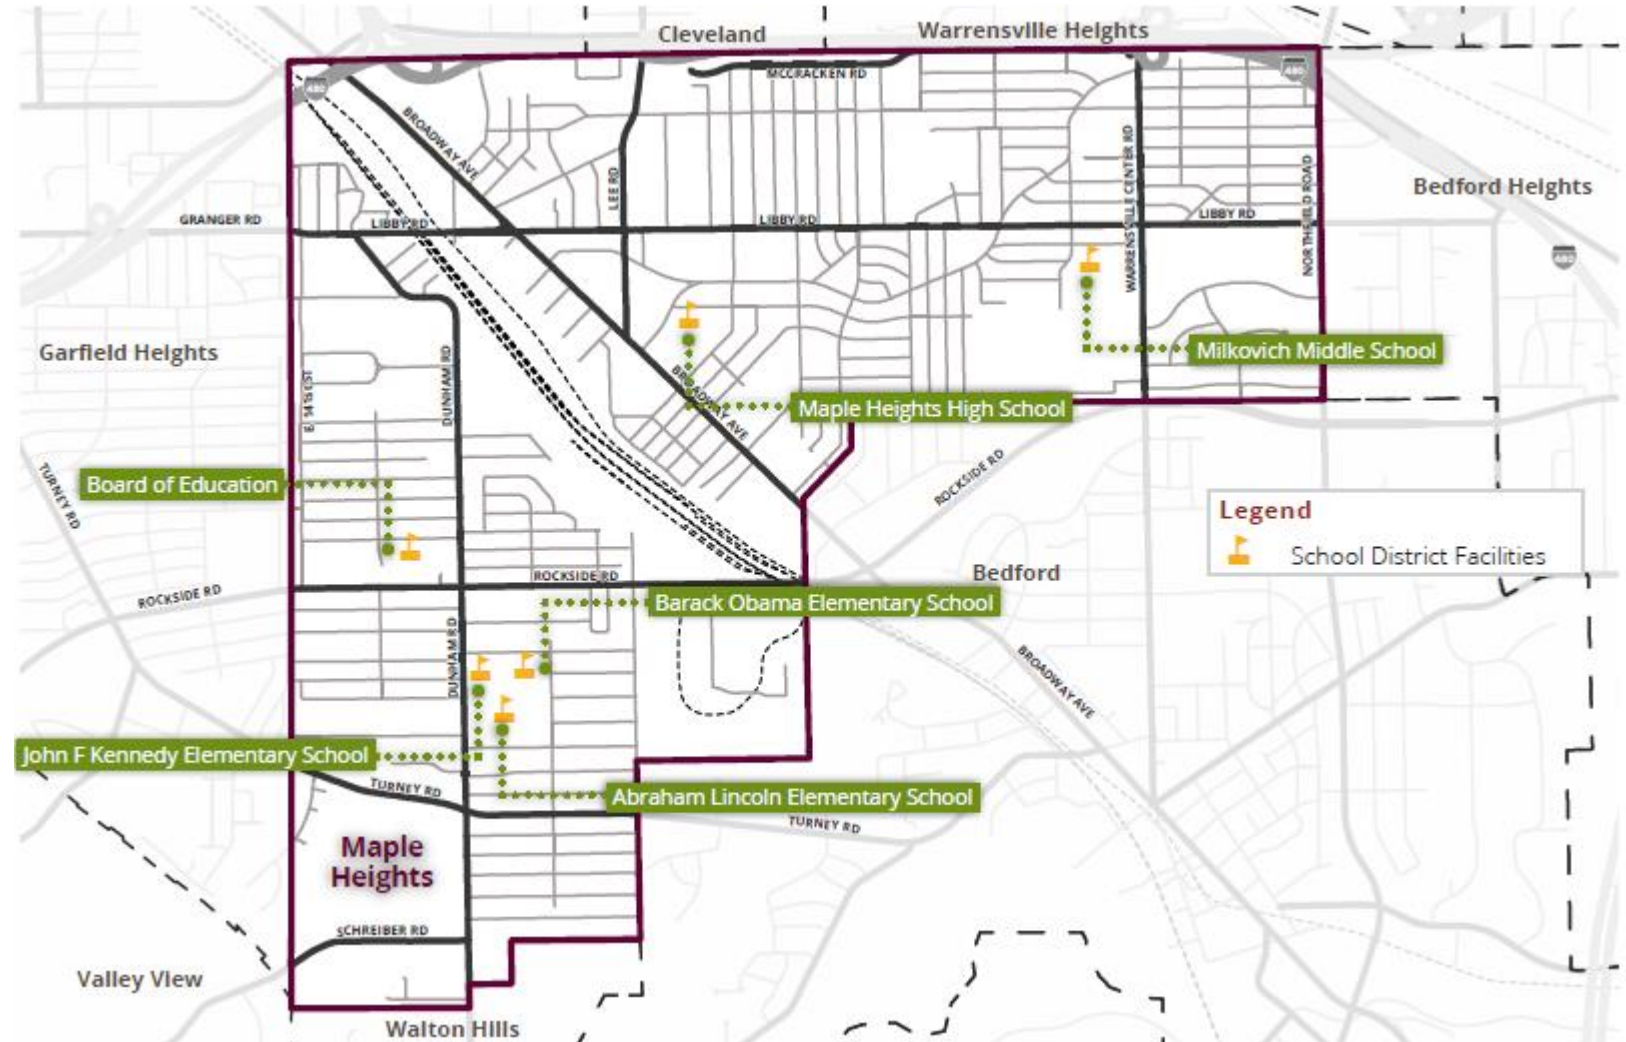 Cleveland
Warrensville Heights
480
MCCRACKEN RD
480
BROADWAY AVE
LEE RD
WARRENSVILLE CENTER RD
NORTHFIELD ROAD
Bedford Heights
GRANGER RD
LIBBY RD
LIBBY RD
LIBBY RD
480
Garfield Heights
E 141st ST
DUNHAM RD
BROADWAY AVE
Milkovich Middle School
Maple Heights High School
TURNEY RD
Board of Education
ROCKSIDE RD
Legend
School District Facilities
ROCKSIDE RD
ROCKSIDE RD
Bedford
Barack Obama Elementary School
DUNHAM RD
BROADWAY AVE
John F Kennedy Elementary School
TURNEY RD
Abraham Lincoln Elementary School
TURNEY RD
Maple
Heights
SCHREIBER RD
Valley View
Walton Hills